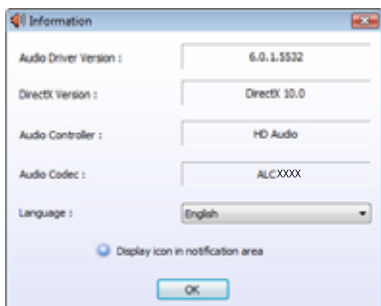 Information
Audio Driver Version : 6.0.1.5532
DirectX Version : DirectX 10.0
Audio Controller : HD Audio
Audio Codec : ALCXXXX
Language : English
Display icon in notification area
OK